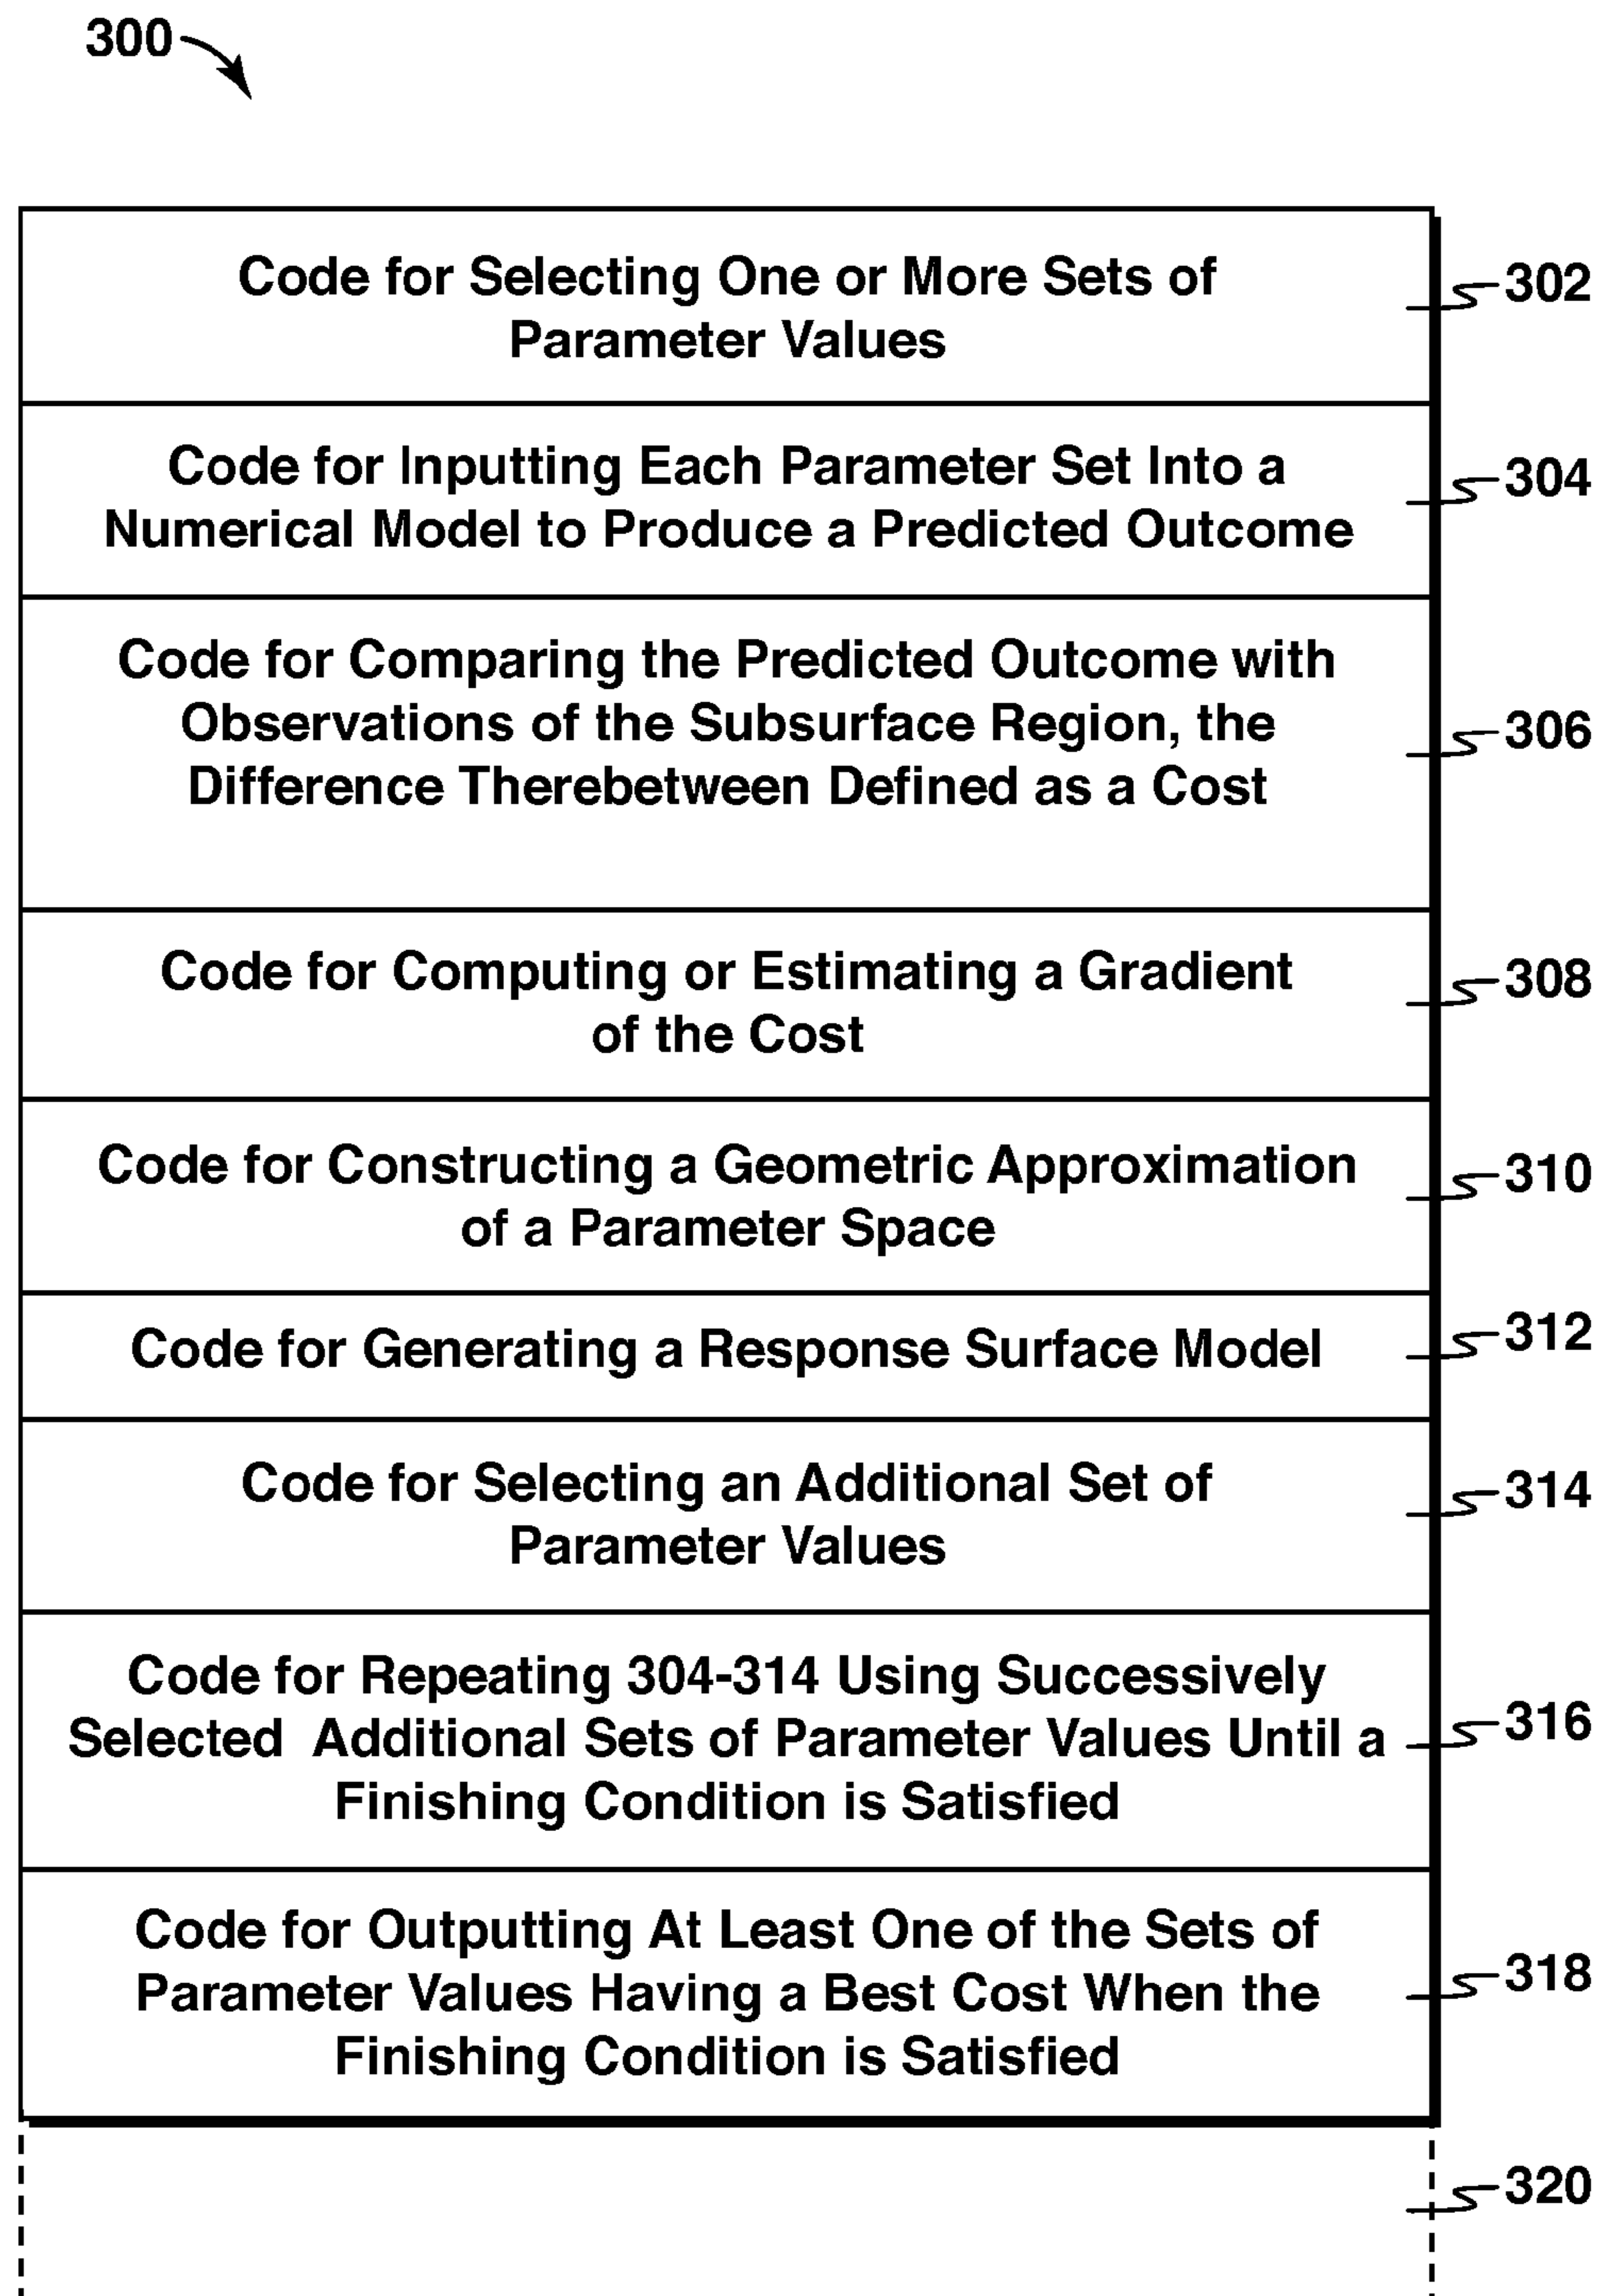 300
Code for Selecting One or More Sets of
Parameter Values
302
Code for Inputting Each Parameter Set Into a
Numerical Model to Produce a Predicted Outcome
304
Code for Comparing the Predicted Outcome with
Observations of the Subsurface Region, the
Difference Therebetween Defined as a Cost
306
Code for Computing or Estimating a Gradient
of the Cost
308
Code for Constructing a Geometric Approximation
of a Parameter Space
310
Code for Generating a Response Surface Model
312
Code for Selecting an Additional Set of
Parameter Values
314
Code for Repeating 304-314 Using Successively
Selected Additional Sets of Parameter Values Until a
Finishing Condition is Satisfied
316
Code for Outputting At Least One of the Sets of
Parameter Values Having a Best Cost When the
Finishing Condition is Satisfied
318
320